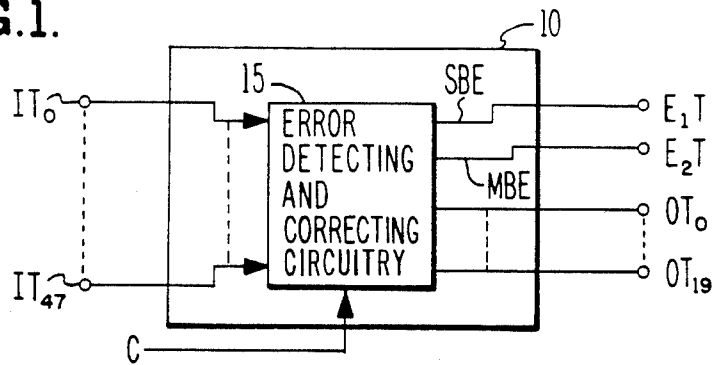 G.1.
10
15
SBE
IT₀
E₁T
ERROR
DETECTING
AND
CORRECTING
CIRCUITRY
E₂T
MBE
OT₀
IT₄₇
OT₁₉
C